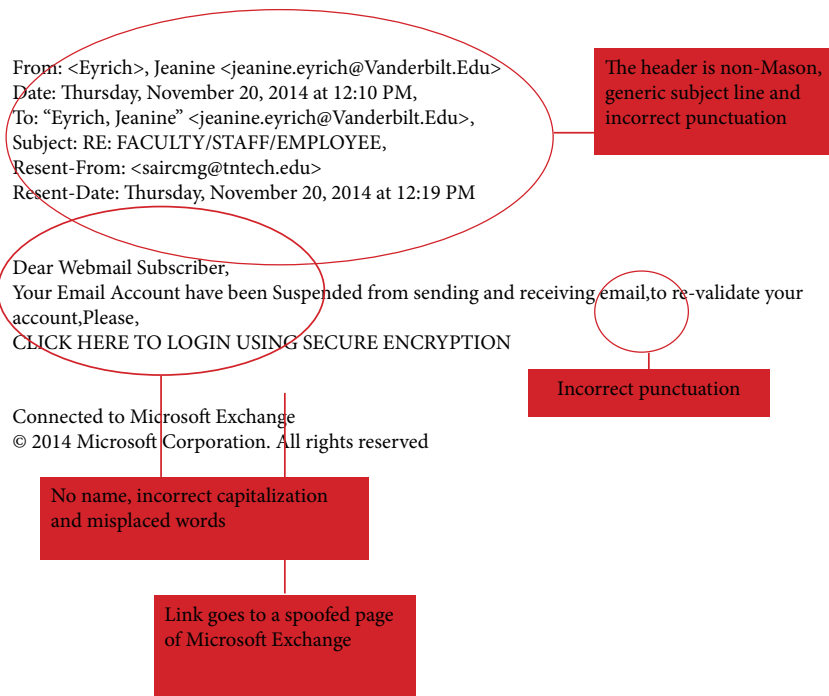 From: <Eyrich>, Jeanine <jeanine.eyrich@Vanderbilt.Edu>
Date: Thursday, November 20, 2014 at 12:10 PM,
To: “Eyrich, Jeanine” <jeanine.eyrich@Vanderbilt.Edu>,
Subject: RE: FACULTY/STAFF/EMPLOYEE,
Resent-From: <saircmg@tntech.edu>
Resent-Date: Thursday, November 20, 2014 at 12:19 PM
The header is non-Mason,
generic subject line and
incorrect punctuation
Dear Webmail Subscriber,
Your Email Account have been Suspended from sending and receiving email,to re-validate your
account,Please,
CLICK HERE TO LOGIN USING SECURE ENCRYPTION
Incorrect punctuation
Connected to Microsoft Exchange
© 2014 Microsoft Corporation. All rights reserved
No name, incorrect capitalization
and misplaced words
Link goes to a spoofed page
of Microsoft Exchange